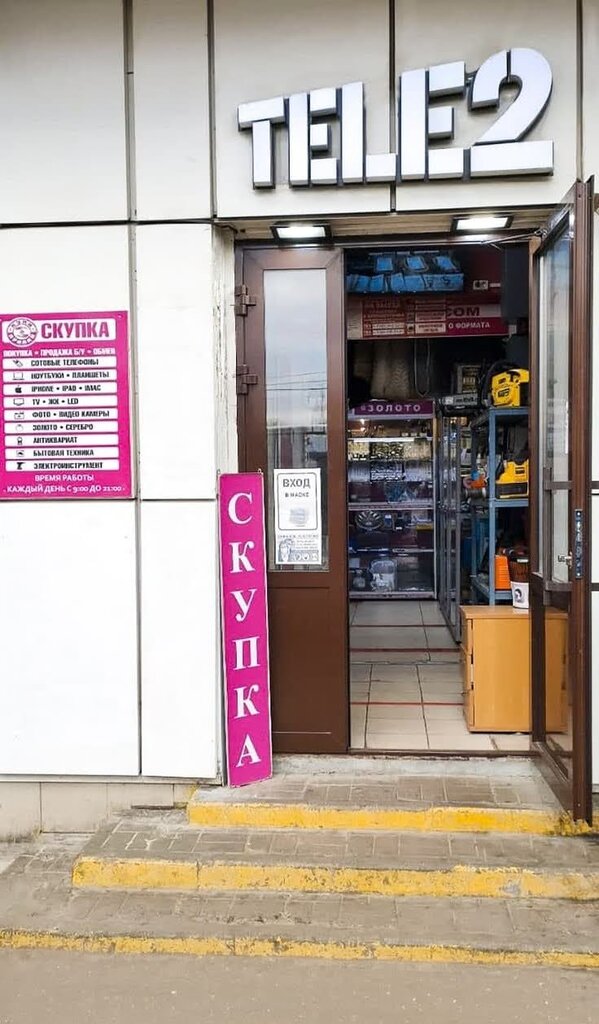 TELE2
СКУПКА
ПОКУПКА • ПРОДАЖА Б/У • ОБМЕН
СОТОВЫЕ ТЕЛЕФОНЫ
НОУТБУКИ • ПЛАНШЕТЫ
IPHONE • IPAD • IMAC
TV • ЖК • LED
ФОТО • ВИДЕО КАМЕРЫ
ЗОЛОТО • СЕРЕБРО
АНТИКВАРИАТ
БЫТОВАЯ ТЕХНИКА
ЭЛЕКТРОИНСТРУМЕНТ
ВРЕМЯ РАБОТЫ
КАЖДЫЙ ДЕНЬ С 9:00 ДО 21:00
СКУПКА
ВХОД
В МАСКЕ
ФОРМАТА
ЗОЛОТО